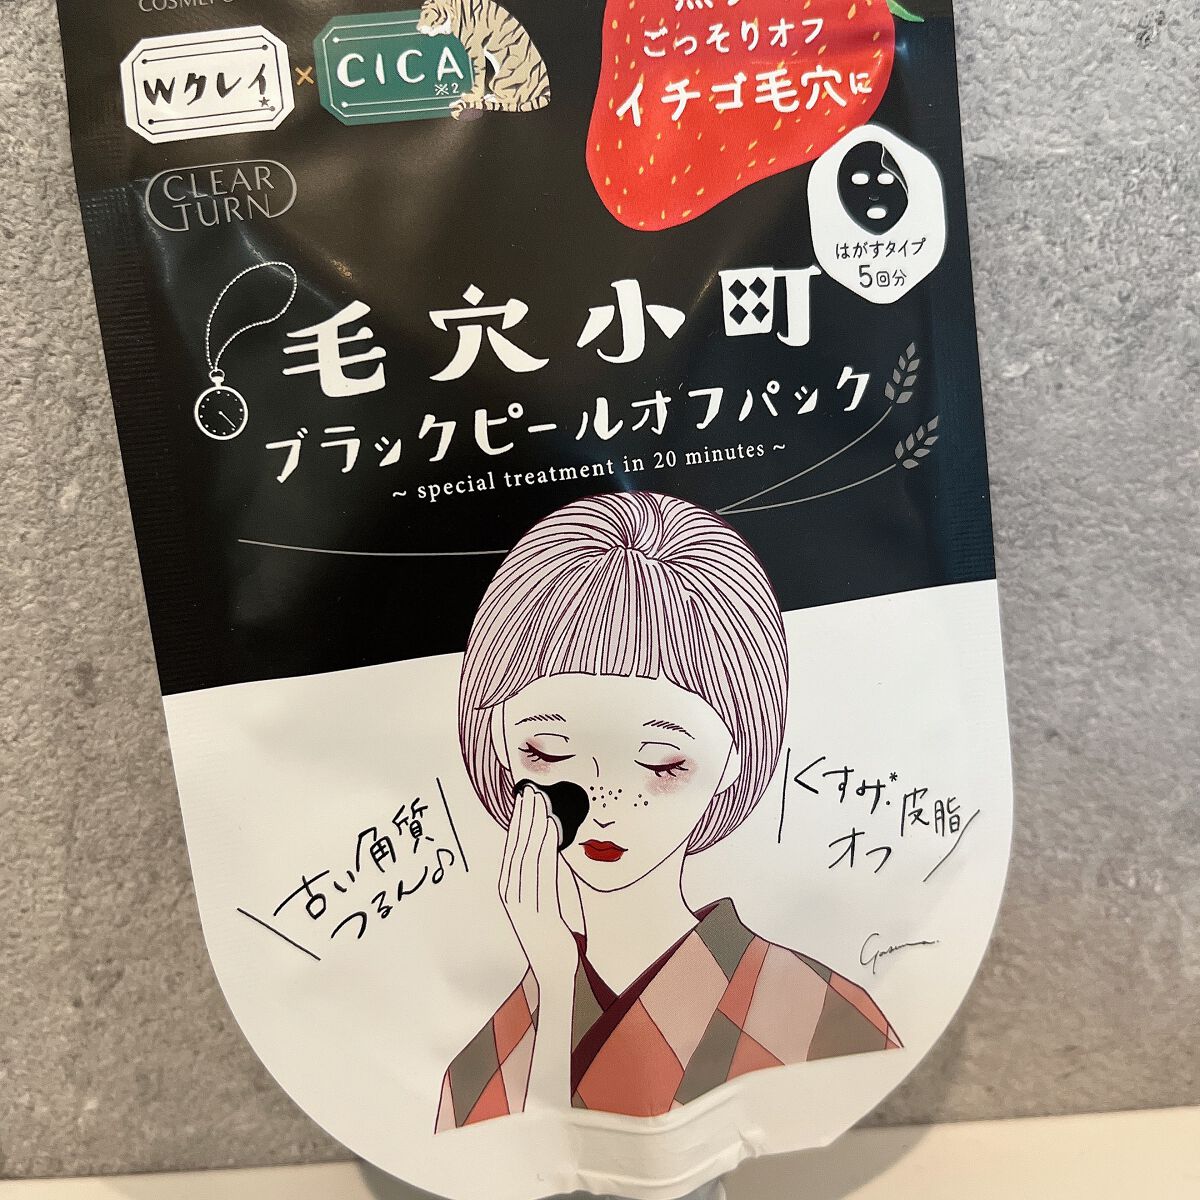 Wクレイ
★
×
CICA
※2
ごっそりオフ
イチゴ毛穴に
CLEAR
TURN
はがすタイプ
5回分
毛穴小町
ブラックピールオフパック
~ special treatment in 20 minutes ~
古い角質
つるん♪
くすみ*・皮脂
オフ